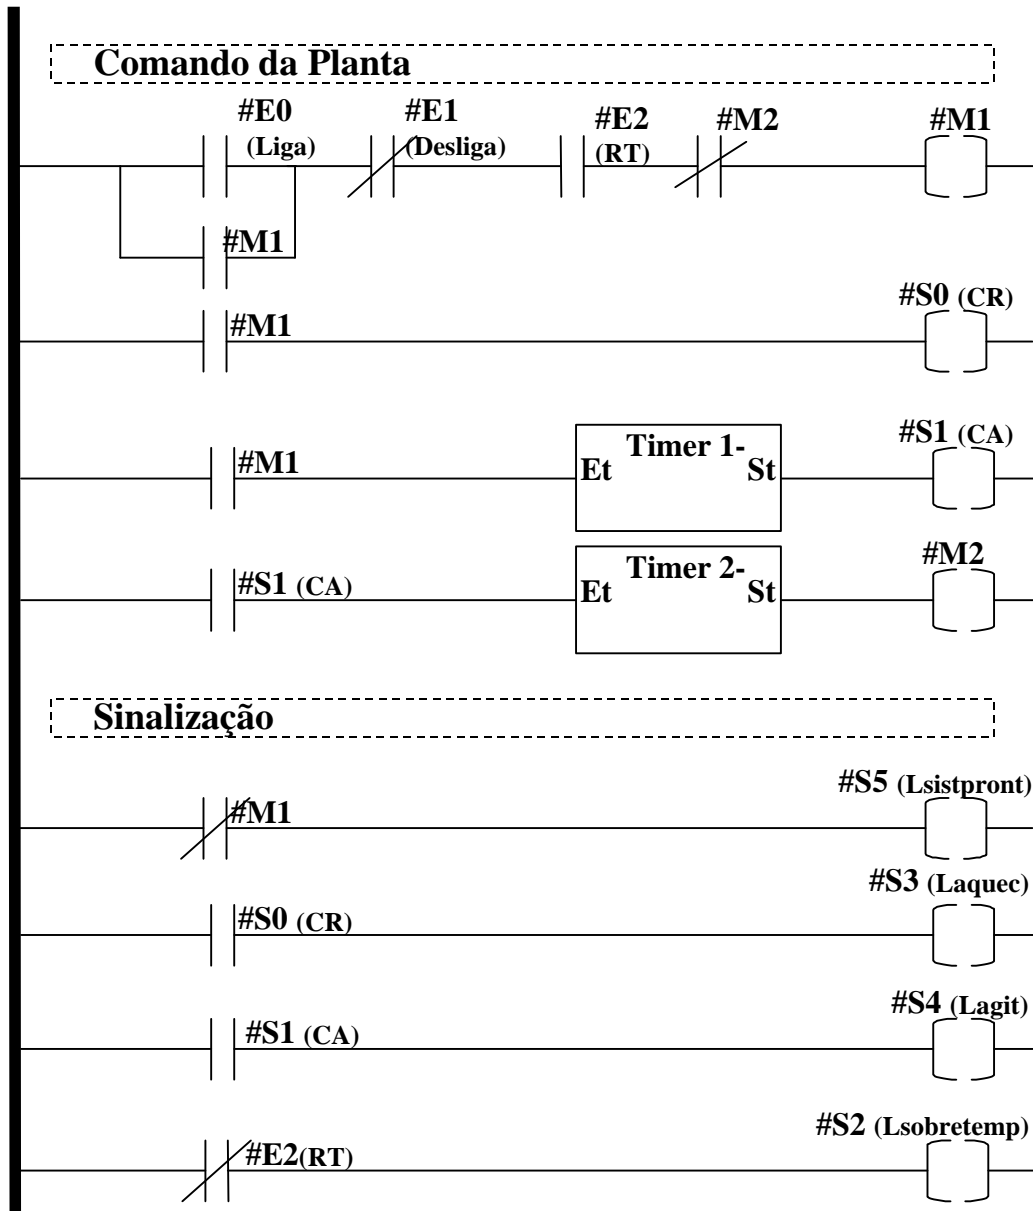 Comando da Planta
#E0
(Liga)
#E1
(Desliga)
#E2
(RT)
#M2
#M1
#M1
#S0 (CR)
#M1
#S1 (CA)
#M1
Timer 1-
Et St
#M2
#S1 (CA)
Timer 2-
Et St
Sinalização
#S5 (Lsistpront)
#M1
#S3 (Laquec)
#S0 (CR)
#S4 (Lagit)
#S1 (CA)
#S2 (Lsobretemp)
#E2(RT)